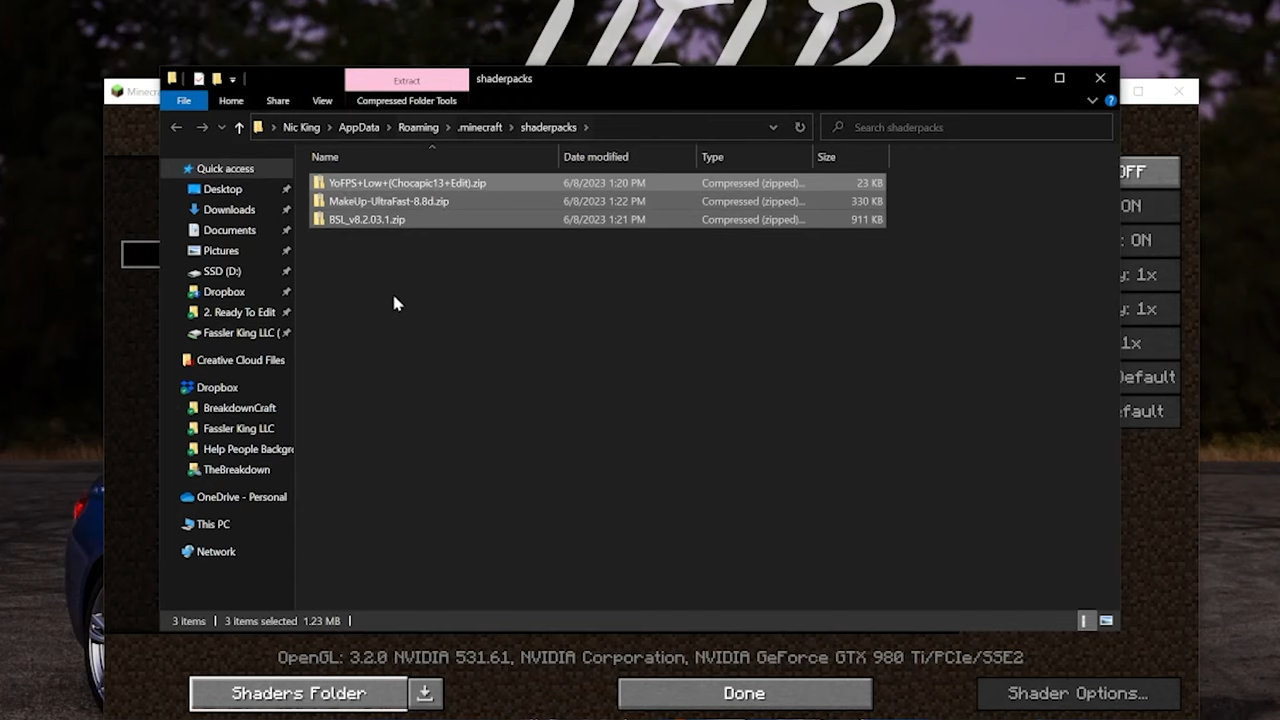 HELP
Extract
shaderpacks
Minecra
File Home Share View Compressed Folder Tools
Nic King > AppData > Roaming > .minecraft > shaderpacks >
Search shaderpacks
Name Date modified Type Size
YoFPS+Low+(Chocapic13+Edit).zip 6/8/2023 1:20 PM Compressed (zipped)... 23 KB
MakeUp-UltraFast-8.8d.zip 6/8/2023 1:22 PM Compressed (zipped)... 330 KB
BSL_v8.2.03.1.zip 6/8/2023 1:21 PM Compressed (zipped)... 911 KB
Quick access
Desktop
Downloads
Documents
Pictures
SSD (D:)
Dropbox
2. Ready To Edit
Fassler King LLC (
Creative Cloud Files
Dropbox
BreakdownCraft
Fassler King LLC
Help People Backgro
TheBreakdown
OneDrive - Personal
This PC
Network
OFF
ON
: ON
y: 1x
y: 1x
1x
Default
efault
3 items | 3 items selected 1.23 MB |
OpenGL: 3.2.0 NVIDIA 531.61, NVIDIA Corporation, NVIDIA GeForce GTX 980 Ti/PCIe/SSE2
Shaders Folder
Done
Shader Options...